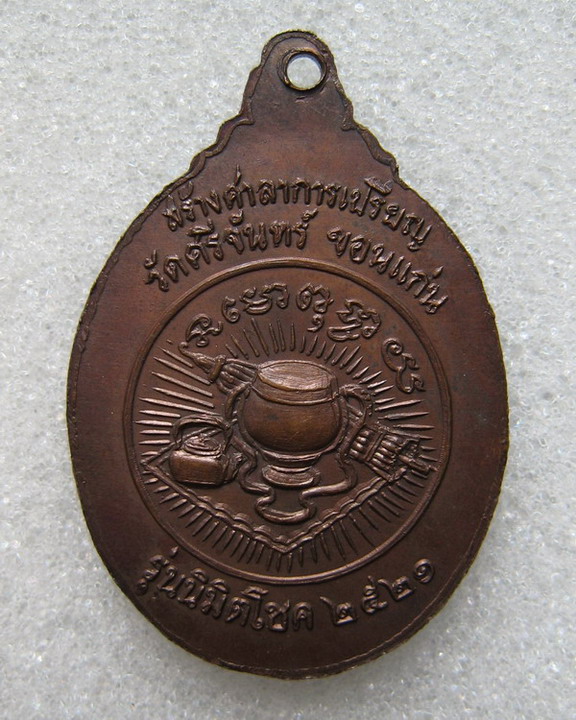 สร้างศาลาการเปรียญ
วัดศรีจันทร์ ขอนแก่น
รุ่นนิมิตโชค ๒๕๒๑